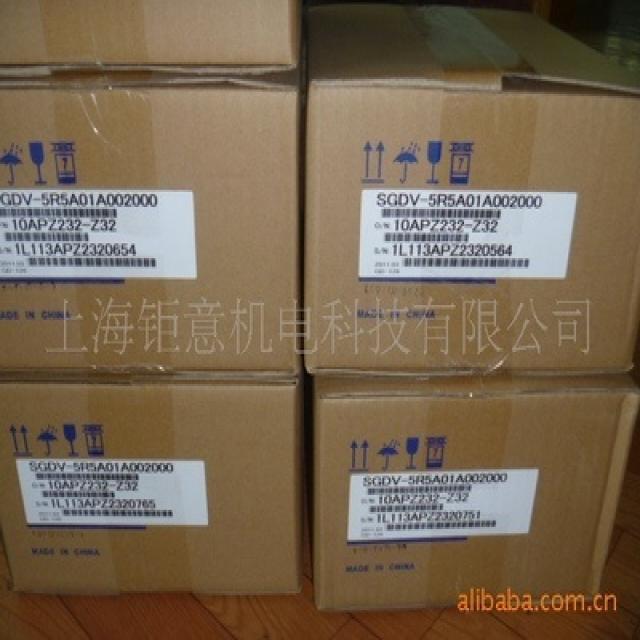 SGDV-5R5A01A002000
O/N 10APZ232-Z32
S/N 1L113APZ2320654
MADE IN CHINA
SGDV-5R5A01A002000
O/N 10APZ232-Z32
S/N 1L113APZ2320564
MADE IN CHINA
上海钜意机电科技有限公司
SGDV-5R5A01A002000
O/N 10APZ232-Z32
S/N 1L113APZ2320765
MADE IN CHINA
SGDV-5R5A01A002000
O/N 10APZ232-Z32
S/N 1L113APZ2320751
MADE IN CHINA
alibaba.com.cn